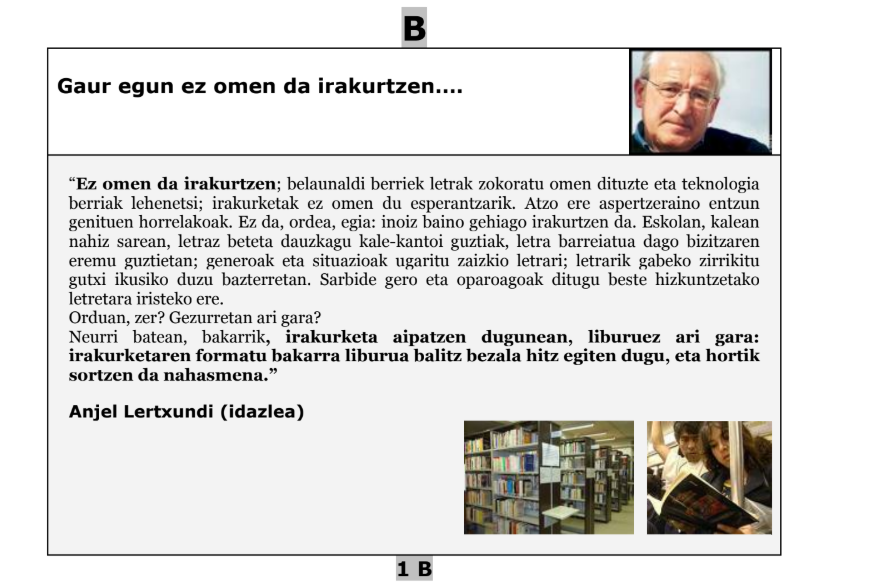 B
Gaur egun ez omen da irakurtzen....
“Ez omen da irakurtzen; belaunaldi berriek letrak zokoratu omen dituzte eta teknologia
berriak lehenetsi; irakurketak ez omen du esperantzarik. Atzo ere aspertzeraino entzun
genituen horrelakoak. Ez da, ordea, egia: inoiz baino gehiago irakurtzen da. Eskolan, kalean
nahiz sarean, letraz beteta dauzkagu kale-kantoi guztiak, letra barreiatua dago bizitzaren
eremu guztietan; generoak eta situazioak ugaritu zaizkio letrari; letrarik gabeko zirrikitu
gutxi ikusiko duzu bazterretan. Sarbide gero eta oparoagoak ditugu beste hizkuntzetako
letretara iristeko ere.
Orduan, zer? Gezurretan ari gara?
Neurri batean, bakarrik, irakurketa aipatzen dugunean, liburuez ari gara:
irakurketaren formatu bakarra liburua balitz bezala hitz egiten dugu, eta hortik
sortzen da nahasmena.”
Anjel Lertxundi (idazlea)
1 B